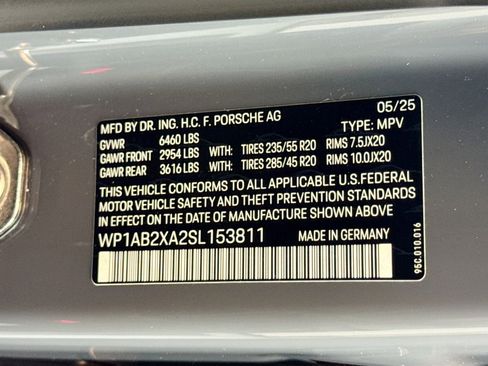 MFD BY DR. ING. H.C. F. PORSCHE AG 05/25
GVWR 6460 LBS TYPE: MPV
GAWR FRONT 2954 LBS WITH: TIRES 235/55 R20 RIMS 7.5JX20
GAWR REAR 3616 LBS WITH: TIRES 285/45 R20 RIMS 10.0JX20
THIS VEHICLE CONFORMS TO ALL APPLICABLE U.S.FEDERAL
MOTOR VEHICLE SAFETY AND THEFT PREVENTION STANDARDS
IN EFFECT ON THE DATE OF MANUFACTURE SHOWN ABOVE.
WP1AB2XA2SL153811 MADE IN GERMANY
95C.010.016